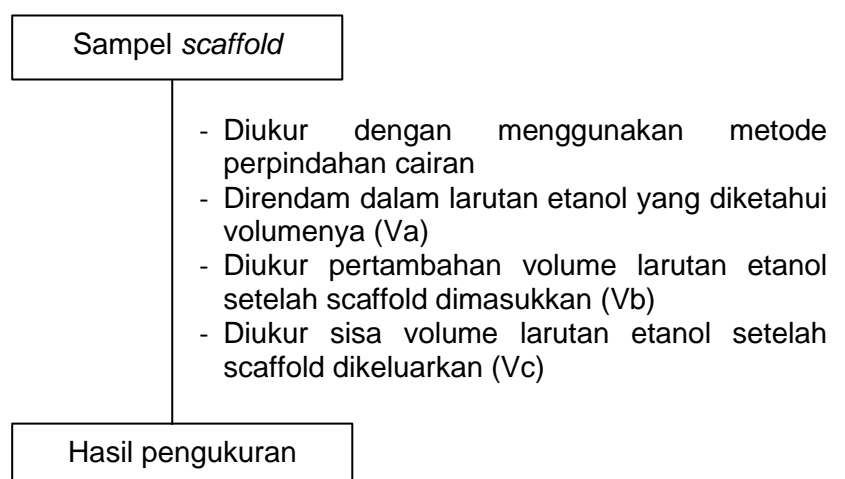 Sampel scaffold
- Diukur dengan menggunakan metode
perpindahan cairan
- Direndam dalam larutan etanol yang diketahui
volumenya (Va)
- Diukur pertambahan volume larutan etanol
setelah scaffold dimasukkan (Vb)
- Diukur sisa volume larutan etanol setelah
scaffold dikeluarkan (Vc)
Hasil pengukuran